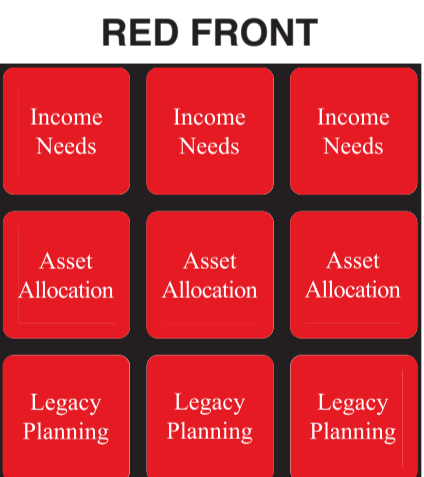 RED FRONT
Income Income Income
Needs Needs Needs
Asset Asset Asset
Allocation Allocation Allocation
Legacy Legacy Legacy
Planning Planning Planning